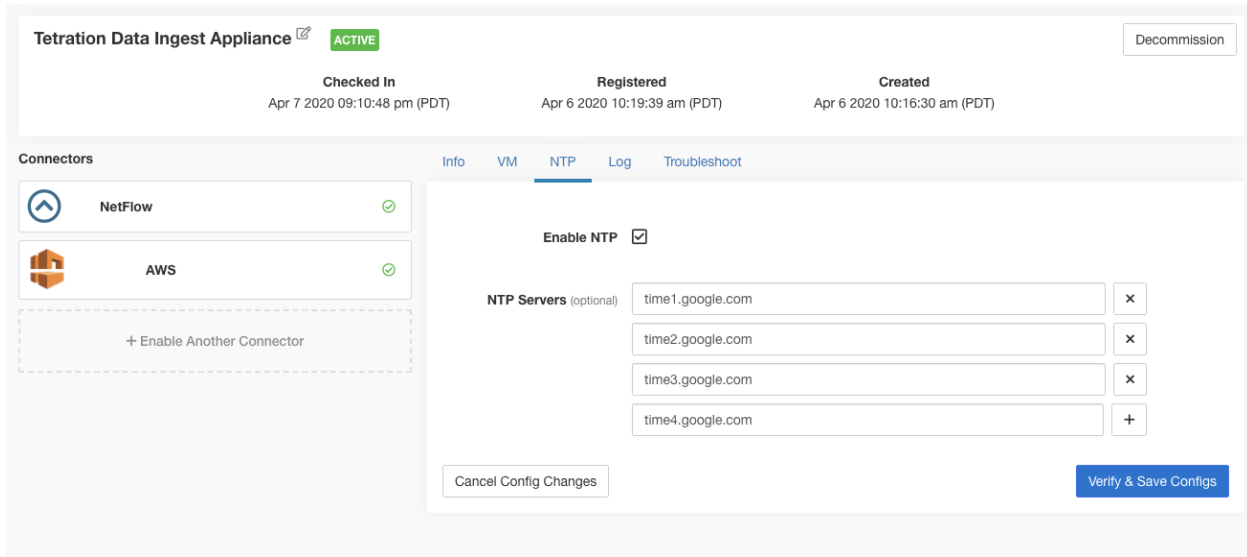 Tetration Data Ingest Appliance ACTIVE Decommission
Checked In Registered Created
Apr 7 2020 09:10:48 pm (PDT) Apr 6 2020 10:19:39 am (PDT) Apr 6 2020 10:16:30 am (PDT)
Connectors
NetFlow
AWS
+ Enable Another Connector
Info VM NTP Log Troubleshoot
Enable NTP
NTP Servers (optional) time1.google.com ×
time2.google.com ×
time3.google.com ×
time4.google.com +
Cancel Config Changes Verify & Save Configs